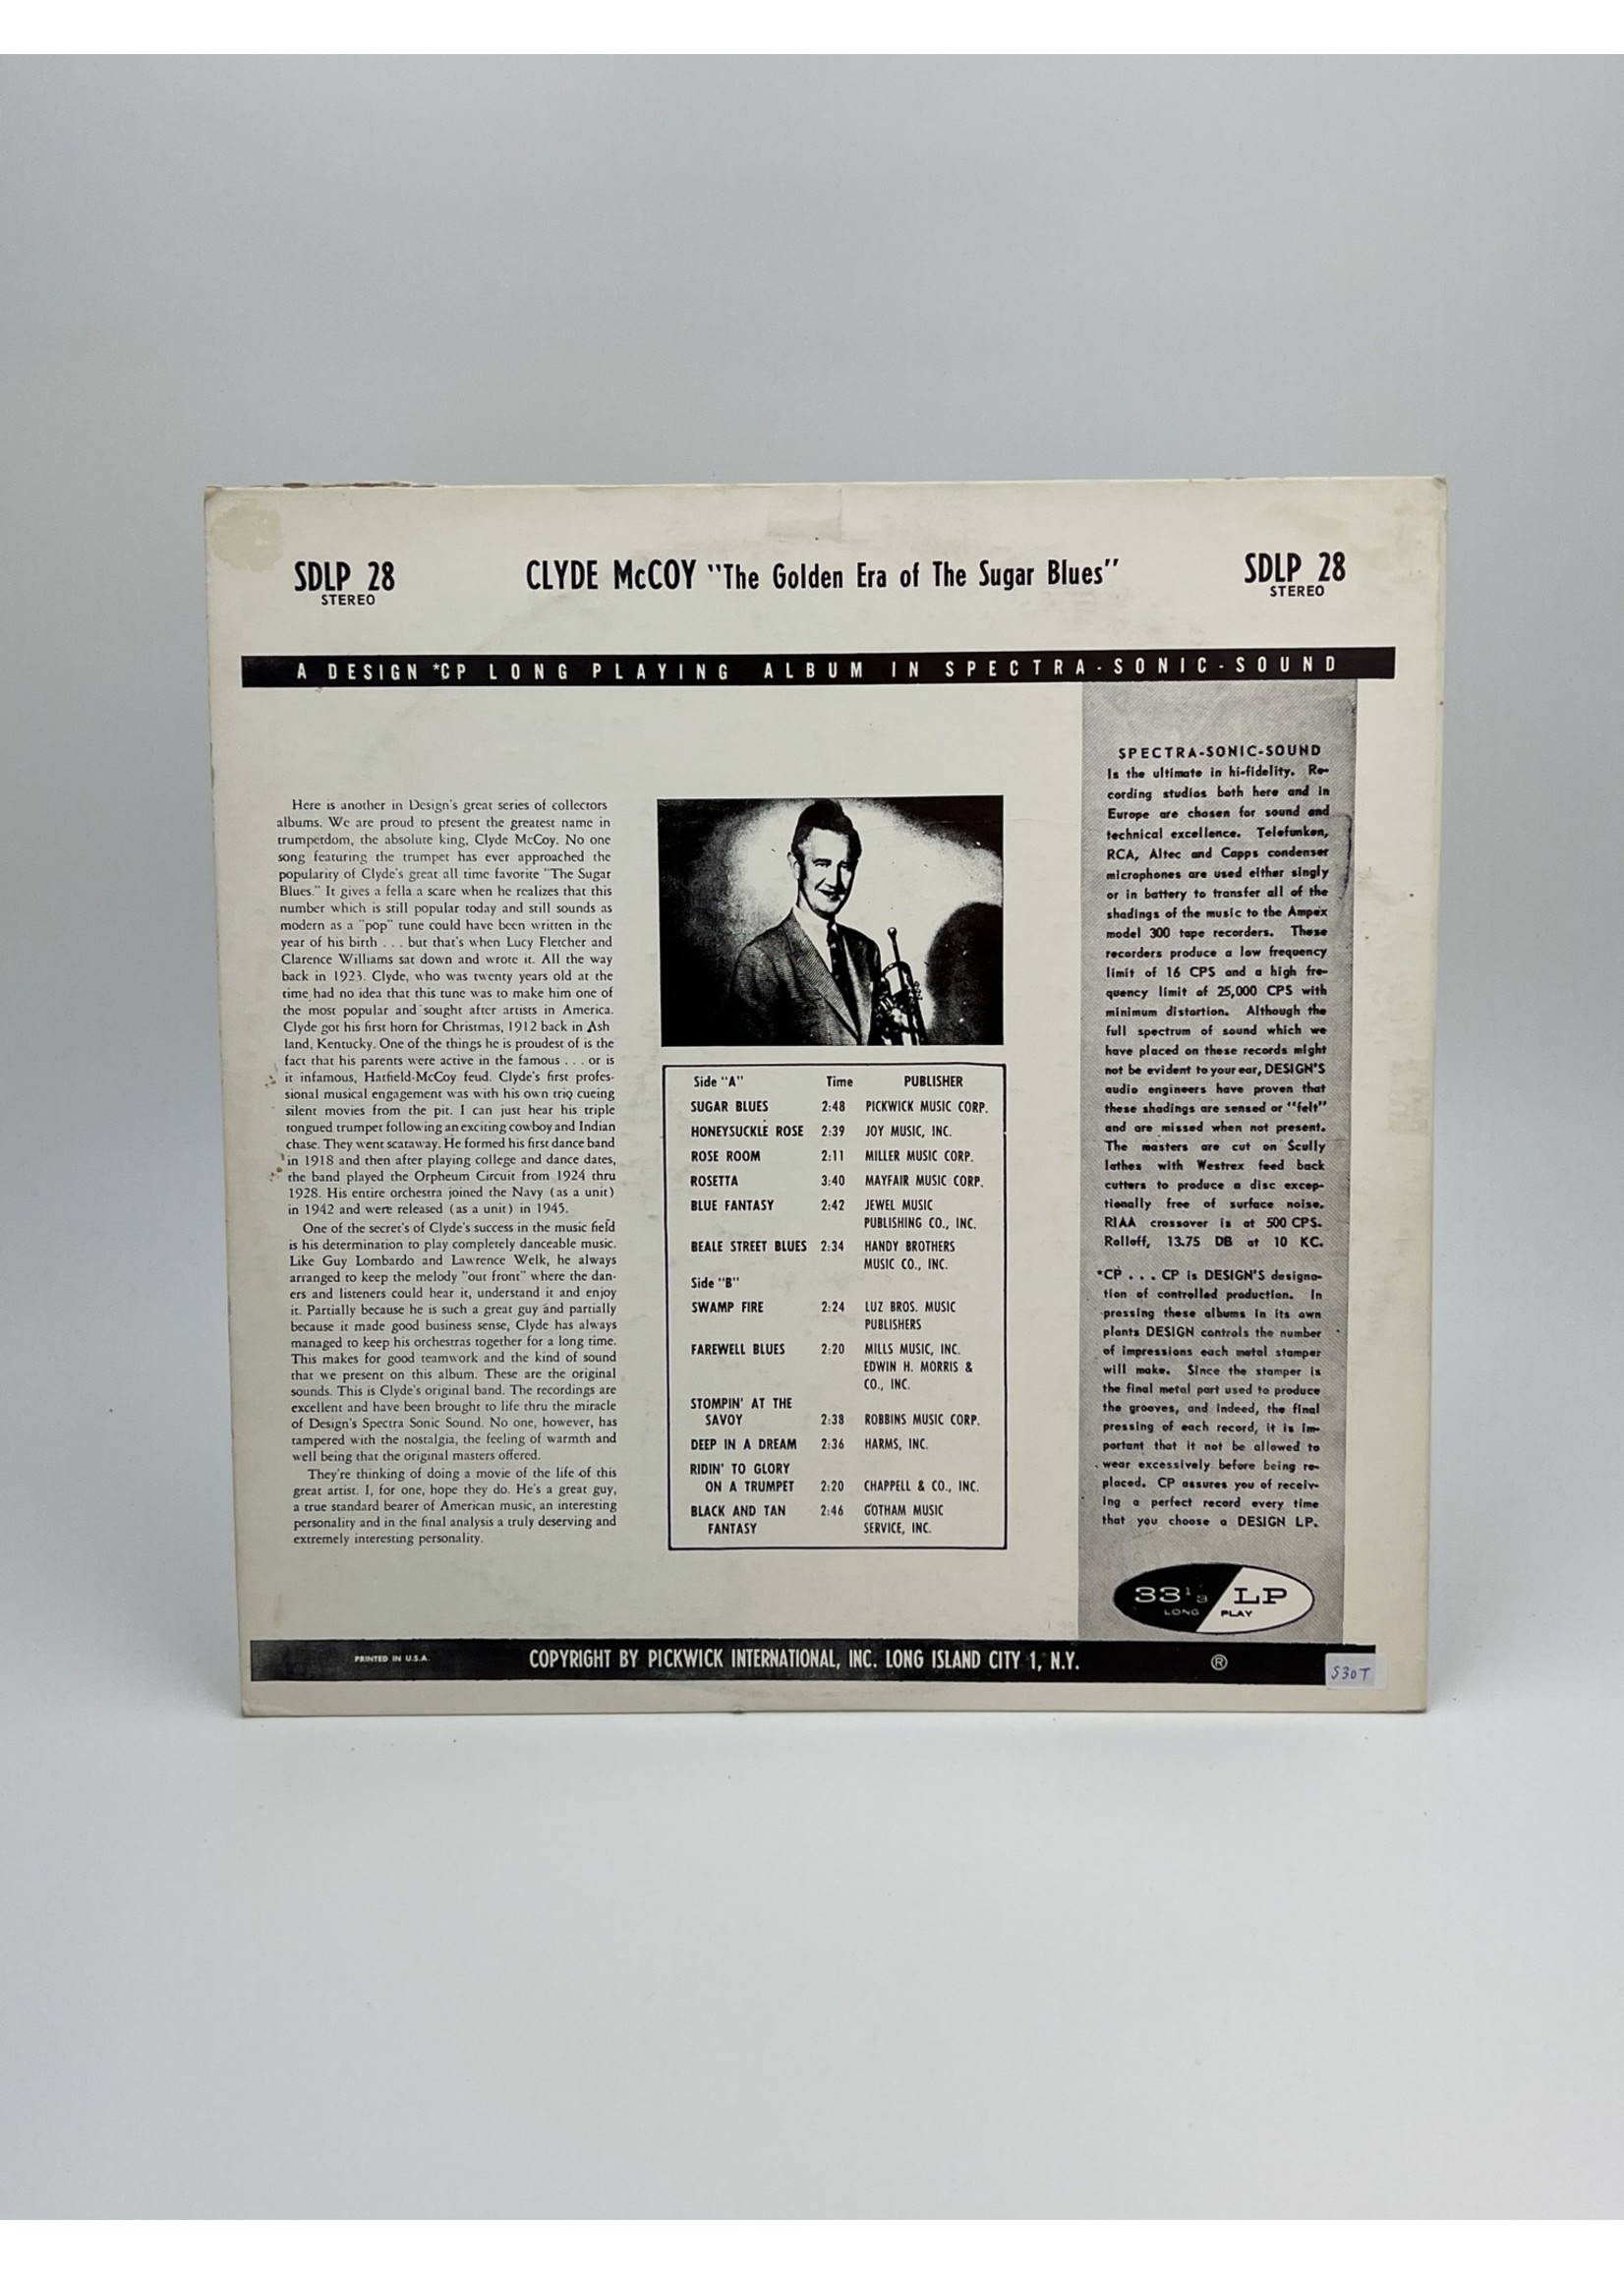 SDLP 28
STEREO
CLYDE McCOY "The Golden Era of The Sugar Blues"
SDLP 28
STEREO
A DESIGN *CP LONG PLAYING ALBUM IN SPECTRA-SONIC-SOUND
Here is another in Design's great series of collectors
albums. We are proud to present the greatest name in
trumpetdom, the absolute king, Clyde McCoy. No one
song featuring the trumpet has ever approached the
popularity of Clyde's great all time favorite "The Sugar
Blues." It gives a fella a scare when he realizes that this
number which is still popular today and still sounds as
modern as a "pop" tune could have been written in the
year of his birth . . . but that's when Lucy Fletcher and
Clarence Williams sat down and wrote it. All the way
back in 1923. Clyde, who was twenty years old at the
time had no idea that this tune was to make him one of
the most popular and sought after artists in America.
Clyde got his first horn for Christmas, 1912 back in Ash
land, Kentucky. One of the things he is proudest of is the
fact that his parents were active in the famous . . . or is
it infamous, Hatfield-McCoy feud. Clyde's first profes-
sional musical engagement was with his own trio cueing
silent movies from the pit. I can just hear his triple
tongued trumpet following an exciting cowboy and Indian
chase. They went scataway. He formed his first dance band
in 1918 and then after playing college and dance dates,
the band played the Orpheum Circuit from 1924 thru
1928. His entire orchestra joined the Navy (as a unit)
in 1942 and were released (as a unit) in 1945.
One of the secret's of Clyde's success in the music field
is his determination to play completely danceable music.
Like Guy Lombardo and Lawrence Welk, he always
arranged to keep the melody "out front" where the dan-
ers and listeners could hear it, understand it and enjoy
it. Partially because he is such a great guy and partially
because it made good business sense, Clyde has always
managed to keep his orchestras together for a long time.
This makes for good teamwork and the kind of sound
that we present on this album. These are the original
sounds. This is Clyde's original band. The recordings are
excellent and have been brought to life thru the miracle
of Design's Spectra Sonic Sound. No one, however, has
tampered with the nostalgia, the feeling of warmth and
well being that the original masters offered.
They're thinking of doing a movie of the life of this
great artist. I, for one, hope they do. He's a great guy,
a true standard bearer of American music, an interesting
personality and in the final analysis a truly deserving and
extremely interesting personality.
Side "A" Time PUBLISHER
SUGAR BLUES 2:48 PICKWICK MUSIC CORP.
HONEYSUCKLE ROSE 2:39 JOY MUSIC, INC.
ROSE ROOM 2:11 MILLER MUSIC CORP.
ROSETTA 3:40 MAYFAIR MUSIC CORP.
BLUE FANTASY 2:42 JEWEL MUSIC
PUBLISHING CO., INC.
BEALE STREET BLUES 2:34 HANDY BROTHERS
MUSIC CO., INC.
Side "B"
SWAMP FIRE 2:24 LUZ BROS. MUSIC
PUBLISHERS
FAREWELL BLUES 2:20 MILLS MUSIC, INC.
EDWIN H. MORRIS &
CO., INC.
STOMPIN' AT THE
SAVOY 2:38 ROBBINS MUSIC CORP.
DEEP IN A DREAM 2:36 HARMS, INC.
RIDIN' TO GLORY
ON A TRUMPET 2:20 CHAPPELL & CO., INC.
BLACK AND TAN 2:46 GOTHAM MUSIC
FANTASY SERVICE, INC.
SPECTRA-SONIC-SOUND
Is the ultimate in hi-fidelity. Re-
cording studios both here and in
Europe are chosen for sound and
technical excellence. Telefunken,
RCA, Altec and Capps condenser
microphones are used either singly
or in battery to transfer all of the
shadings of the music to the Ampex
model 300 tape recorders. These
recorders produce a low frequency
limit of 16 CPS and a high fre-
quency limit of 25,000 CPS with
minimum distortion. Although the
full spectrum of sound which we
have placed on these records might
not be evident to your ear, DESIGN'S
audio engineers have proven that
these shadings are sensed or "felt"
and are missed when not present.
The masters are cut on Scully
lathes with Westrex feed back
cutters to produce a disc excep-
tionally free of surface noise.
RIAA crossover is at 500 CPS.
Rolloff, 13.75 DB at 10 KC.
*CP . . . CP is DESIGN'S designa-
tion of controlled production. In
pressing these albums in its own
plants DESIGN controls the number
of impressions each metal stamper
will make. Since the stamper is
the final metal part used to produce
the grooves, and indeed, the final
pressing of each record, it is im-
portant that it not be allowed to
wear excessively before being re-
placed. CP assures you of receiv-
ing a perfect record every time
that you choose a DESIGN LP.
33 1/3 LP
LONG PLAY
PRINTED IN U.S.A.
COPYRIGHT BY PICKWICK INTERNATIONAL, INC. LONG ISLAND CITY 1, N.Y.
®
S30T